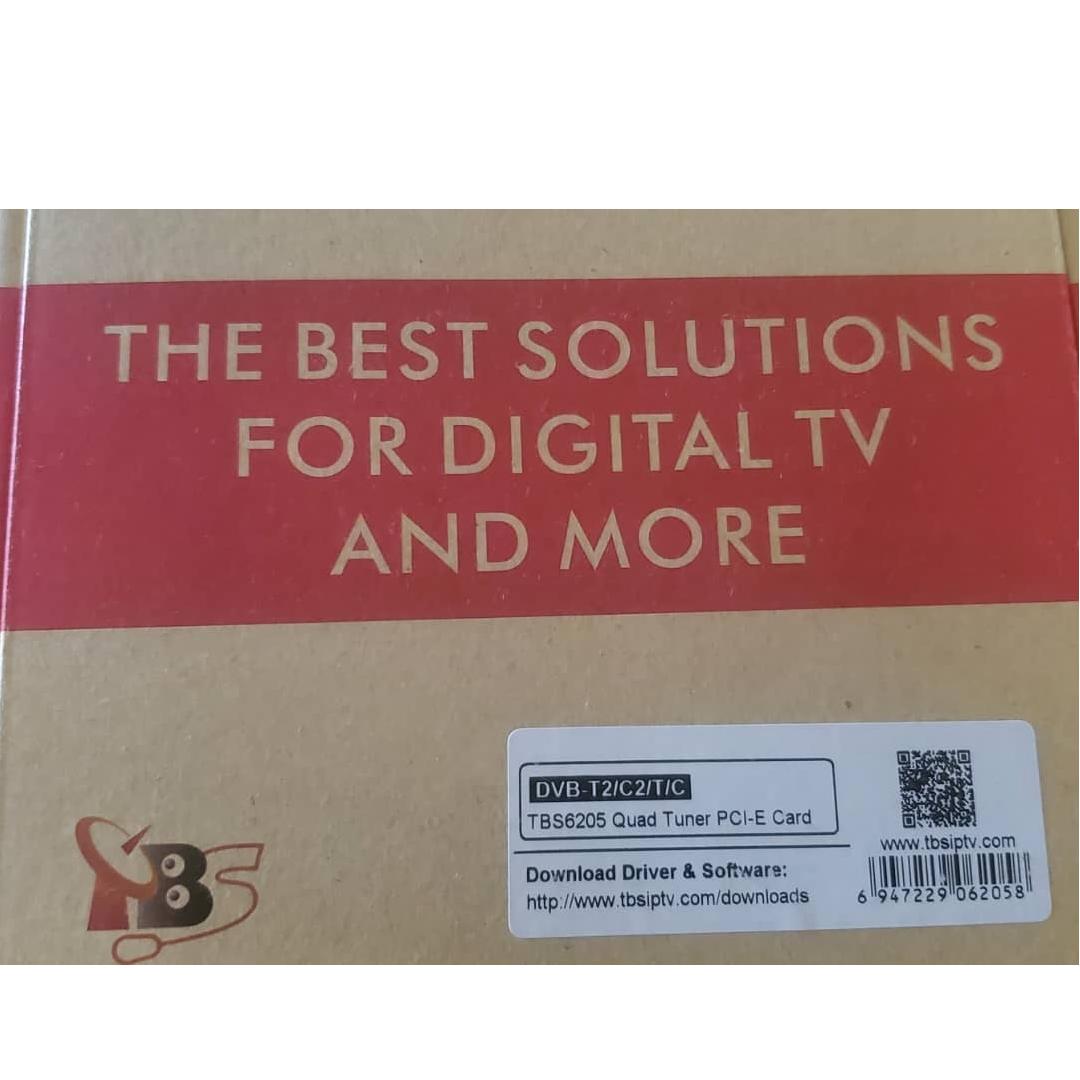 THE BEST SOLUTIONS
FOR DIGITAL TV
AND MORE
TBS
DVB-T2/C2/T/C
TBS6205 Quad Tuner PCI-E Card
Download Driver & Software:
http://www.tbsiptv.com/downloads
www.tbsiptv.com
6 947229 062058